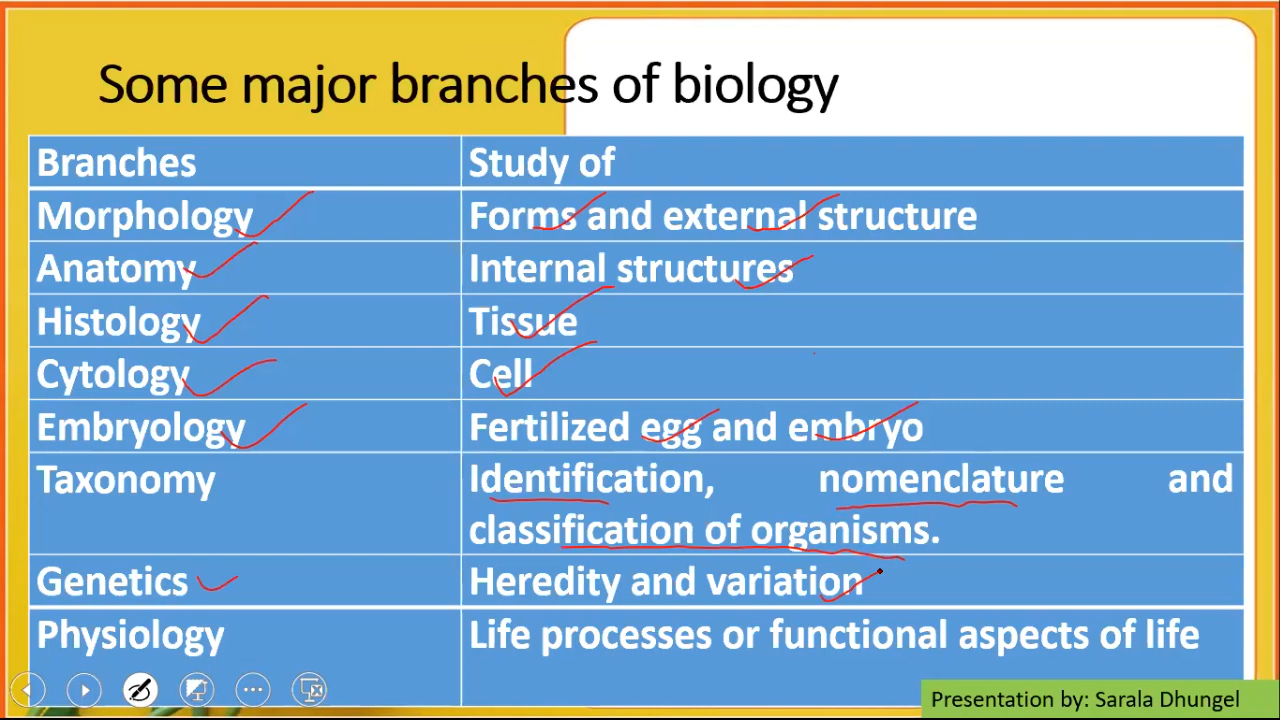 Some major branches of biology
Branches Study of
Morphology Forms and external structure
Anatomy Internal structures
Histology Tissue
Cytology Cell
Embryology Fertilized egg and embryo
Taxonomy Identification, nomenclature and
classification of organisms.
Genetics Heredity and variation
Physiology Life processes or functional aspects of life
Presentation by: Sarala Dhungel